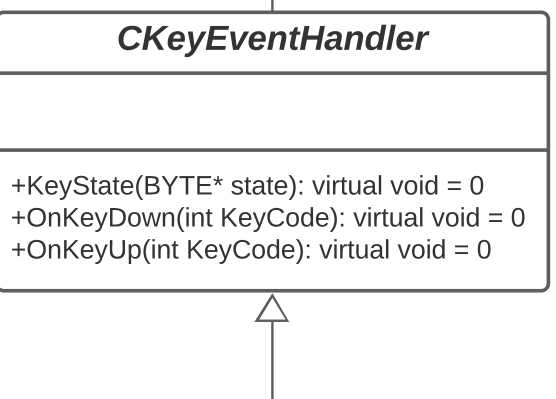 CKeyEventHandler
+KeyState(BYTE* state): virtual void = 0
+OnKeyDown(int KeyCode): virtual void = 0
+OnKeyUp(int KeyCode): virtual void = 0